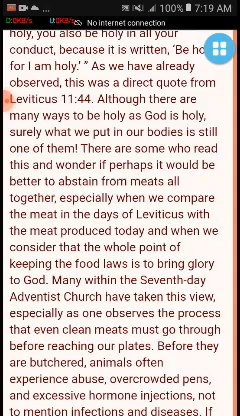 0:0KB/s U:0KB/s 100% 7:19 AM
No internet connection
holy, you also be holy in all your
conduct, because it is written, ‘Be ho
for I am holy.’ ” As we have already
observed, this was a direct quote from
Leviticus 11:44. Although there are
many ways to be holy as God is holy,
surely what we put in our bodies is still
one of them! There are some who read
this and wonder if perhaps it would be
better to abstain from meats all
together, especially when we compare
the meat in the days of Leviticus with
the meat produced today and when we
consider that the whole point of
keeping the food laws is to bring glory
to God. Many within the Seventh-day
Adventist Church have taken this view,
especially as one observes the process
that even clean meats must go through
before reaching our plates. Before they
are butchered, animals often
experience abuse, overcrowded pens,
and excessive hormone injections, not
to mention infections and diseases. If